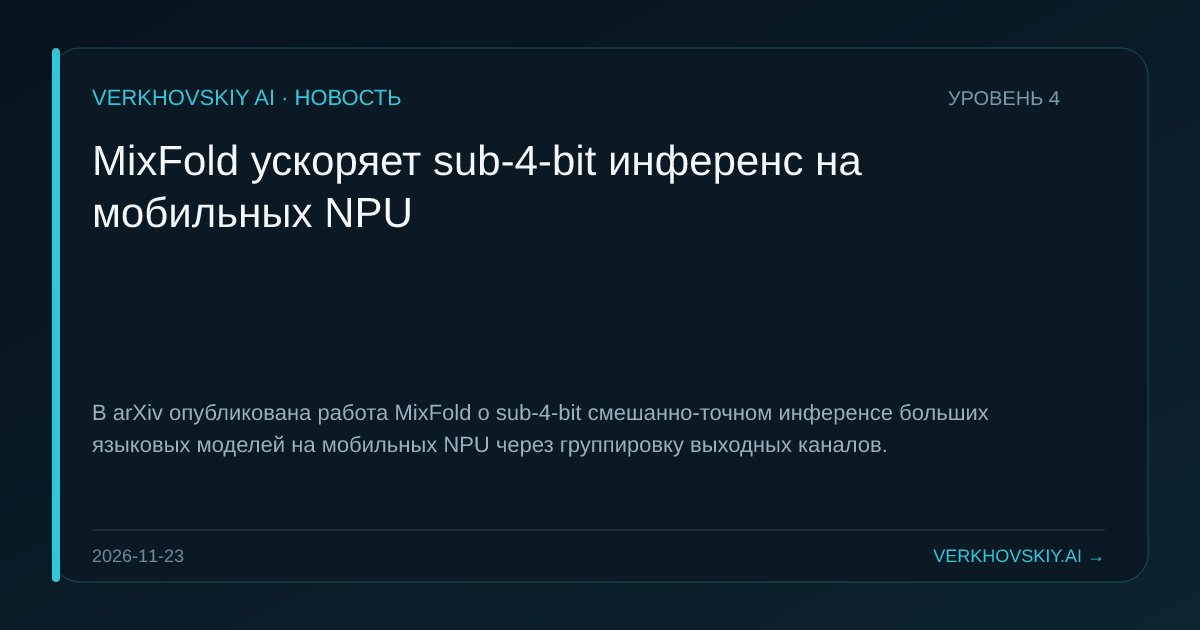 VERKHOVSKIY AI · НОВОСТЬ
УРОВЕНЬ 4
MixFold ускоряет sub-4-bit инференс на
мобильных NPU
В arXiv опубликована работа MixFold о sub-4-bit смешанно-точном инференсе больших
языковых моделей на мобильных NPU через группировку выходных каналов.
2026-11-23
VERKHOVSKIY.AI →